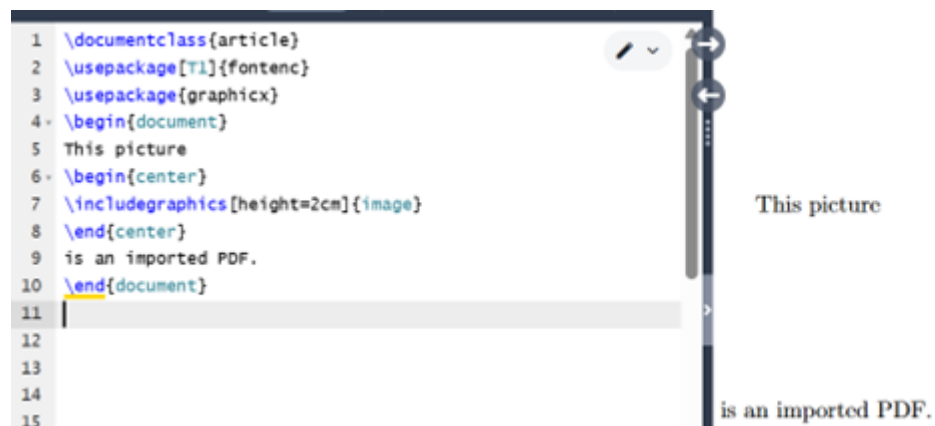 1 \documentclass{article}
2 \usepackage[T1]{fontenc}
3 \usepackage{graphicx}
4 \begin{document}
5 This picture
6 \begin{center}
7 \includegraphics[height=2cm]{image}
8 \end{center}
9 is an imported PDF.
10 \end{document}
11
12
13
14
15
This picture
is an imported PDF.